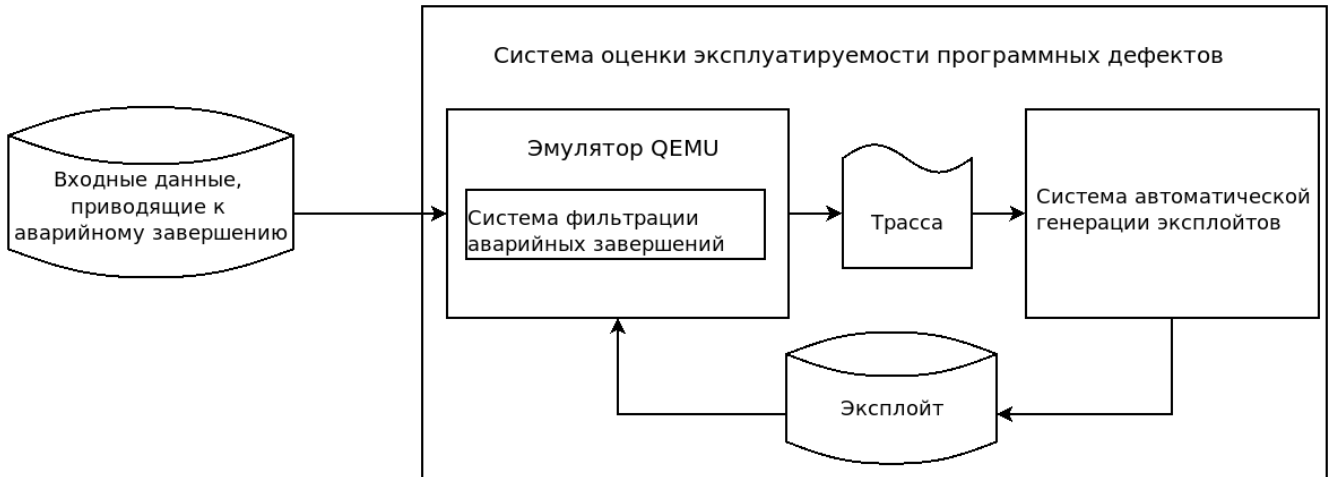 Система оценки эксплуатируемости программных дефектов
Входные данные,
приводящие к
аварийному завершению
Эмулятор QEMU
Система фильтрации
аварийных завершений
Трасса
Система автоматической
генерации эксплойтов
Эксплойт